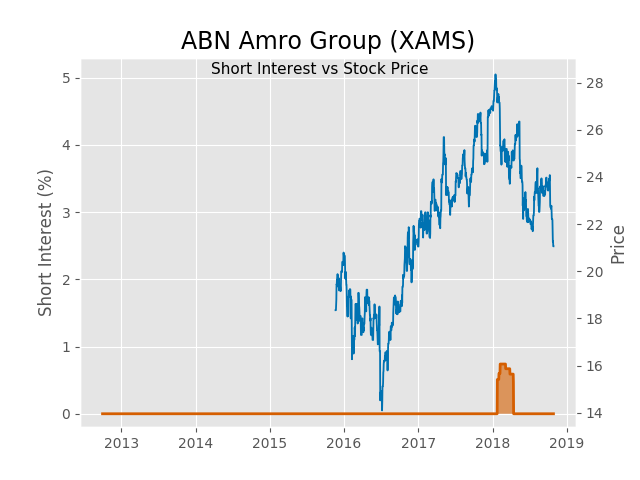 ABN Amro Group (XAMS)
Short Interest vs Stock Price
Short Interest (%)
5
4
3
2
1
0
28
26
24
22
20
18
16
14
Price
2013 2014 2015 2016 2017 2018 2019